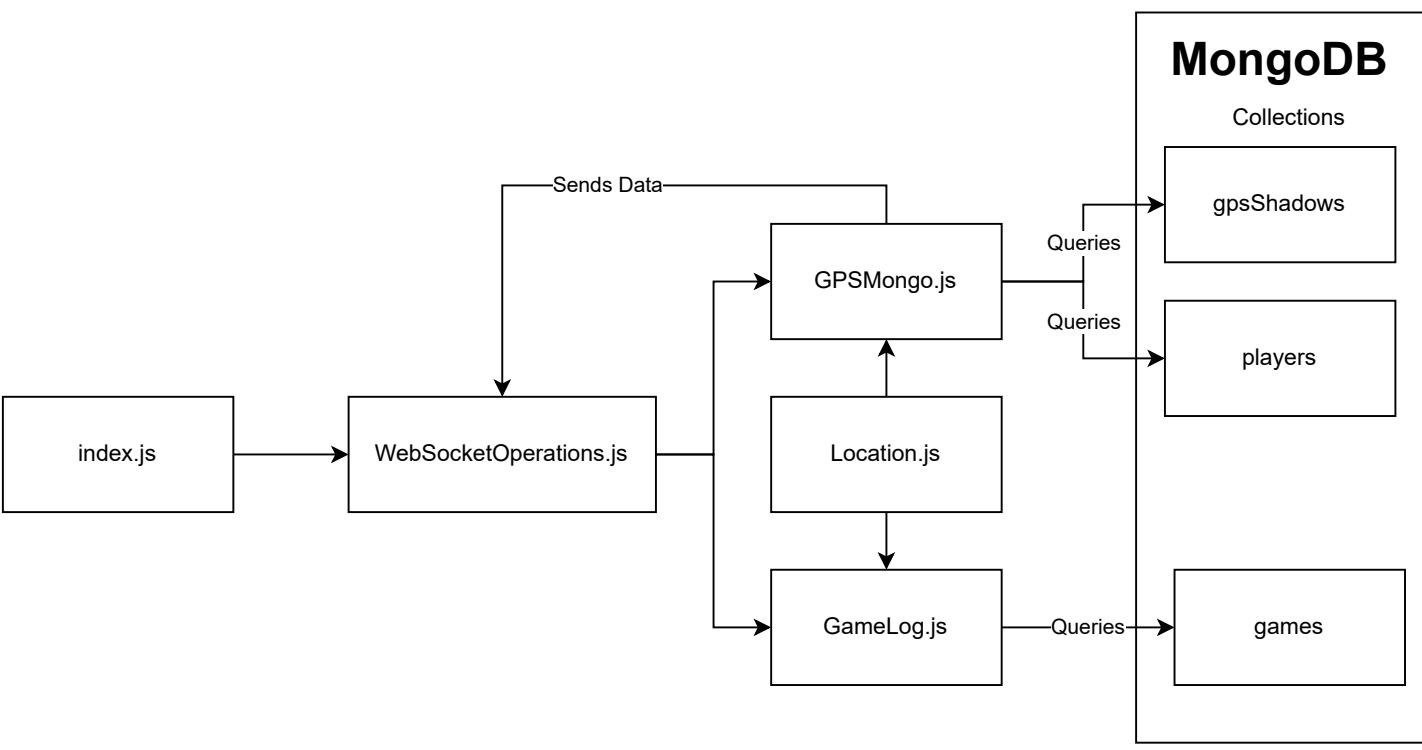 MongoDB
Collections
Sends Data
gpsShadows
Queries
GPSMongo.js
Queries
players
index.js
WebSocketOperations.js
Location.js
GameLog.js
Queries
games